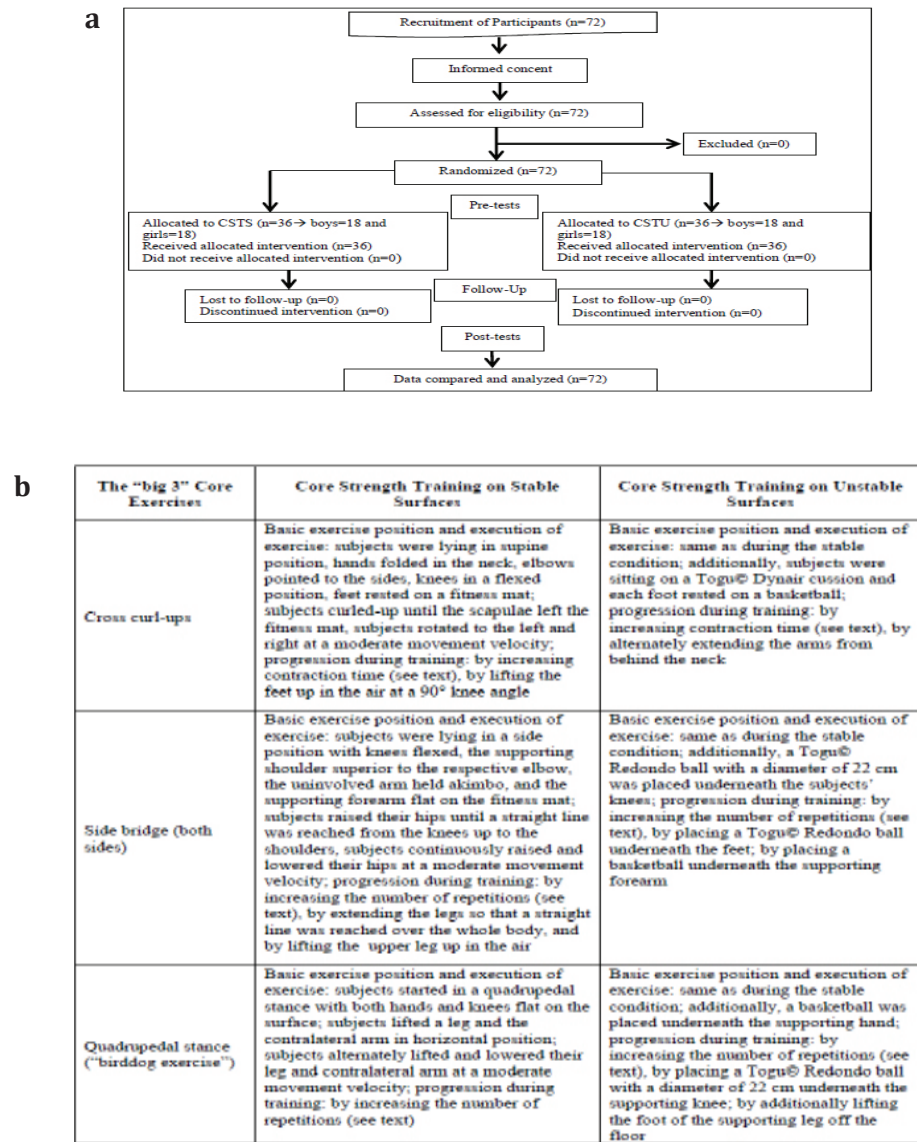 a
Recruitment of Participants (n=72)
Informed concent
Assessed for eligibility (n=72)
Excluded (n=0)
Randomized (n=72)
Pre-tests
Allocated to CSTS (n=36→ boys=18 and
girls=18)
Received allocated intervention (n=36)
Did not receive allocated intervention (n=0)
Allocated to CSTU (n=36→ boys=18 and
girls=18)
Received allocated intervention (n=36)
Did not receive allocated intervention (n=0)
Follow-Up
Lost to follow-up (n=0)
Discontinued intervention (n=0)
Lost to follow-up (n=0)
Discontinued intervention (n=0)
Post-tests
Data compared and analyzed (n=72)
b
The “big 3” Core
Exercises
Core Strength Training on Stable
Surfaces
Core Strength Training on Unstable
Surfaces
Cross curl-ups
Basic exercise position and execution of
exercise: subjects were lying in supine
position, hands folded in the neck, elbows
pointed to the sides, knees in a flexed
position, feet rested on a fitness mat;
subjects curled-up until the scapulae left the
fitness mat, subjects rotated to the left and
right at a moderate movement velocity;
progression during training: by increasing
contraction time (see text), by lifting the
feet up in the air at a 90° knee angle
Basic exercise position and execution of
exercise: same as during the stable
condition; additionally, subjects were
sitting on a Togu© Dynair cussion and
each foot rested on a basketball;
progression during training: by
increasing contraction time (see text), by
alternately extending the arms from
behind the neck
Side bridge (both
sides)
Basic exercise position and execution of
exercise: subjects were lying in a side
position with knees flexed, the supporting
shoulder superior to the respective elbow,
the uninvolved arm held akimbo, and the
supporting forearm flat on the fitness mat;
subjects raised their hips until a straight line
was reached from the knees up to the
shoulders, subjects continuously raised and
lowered their hips at a moderate movement
velocity; progression during training: by
increasing the number of repetitions (see
text), by extending the legs so that a straight
line was reached over the whole body, and
by lifting the upper leg up in the air
Basic exercise position and execution of
exercise: same as during the stable
condition; additionally, a Togu©
Redondo ball with a diameter of 22 cm
was placed underneath the subjects’
knees; progression during training: by
increasing the number of repetitions (see
text), by placing a Togu© Redondo ball
underneath the feet; by placing a
basketball underneath the supporting
forearm
Quadrupedal stance
(“birddog exercise”)
Basic exercise position and execution of
exercise: subjects started in a quadrupedal
stance with both hands and knees flat on the
surface; subjects lifted a leg and the
contralateral arm in horizontal position;
subjects alternately lifted and lowered their
leg and contralateral arm at a moderate
movement velocity; progression during
training: by increasing the number of
repetitions (see text)
Basic exercise position and execution of
exercise: same as during the stable
condition; additionally, a basketball was
placed underneath the supporting hand;
progression during training: by
increasing the number of repetitions (see
text), by placing a Togu© Redondo ball
with a diameter of 22 cm underneath the
supporting knee; by additionally lifting
the foot of the supporting leg off the
floor